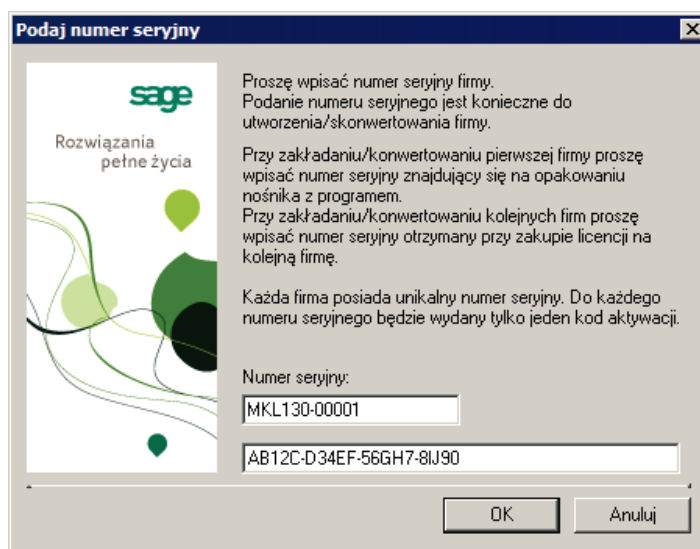 Podaj numer seryjny
sage
Rozwiązania
pełne życia
Proszę wpisać numer seryjny firmy.
Podanie numeru seryjnego jest konieczne do
utworzenia/skonwertowania firmy.
Przy zakładaniu/konwertowaniu pierwszej firmy proszę
wpisać numer seryjny znajdujący się na opakowaniu
nośnika z programem.
Przy zakładaniu/konwertowaniu kolejnych firm proszę
wpisać numer seryjny otrzymany przy zakupie licencji na
kolejną firmę.
Każda firma posiada unikalny numer seryjny. Do każdego
numeru seryjnego będzie wydany tylko jeden kod aktywacji.
Numer seryjny:
MKL130-00001
AB12C-D34EF-56GH7-8IJ90
OK
Anuluj